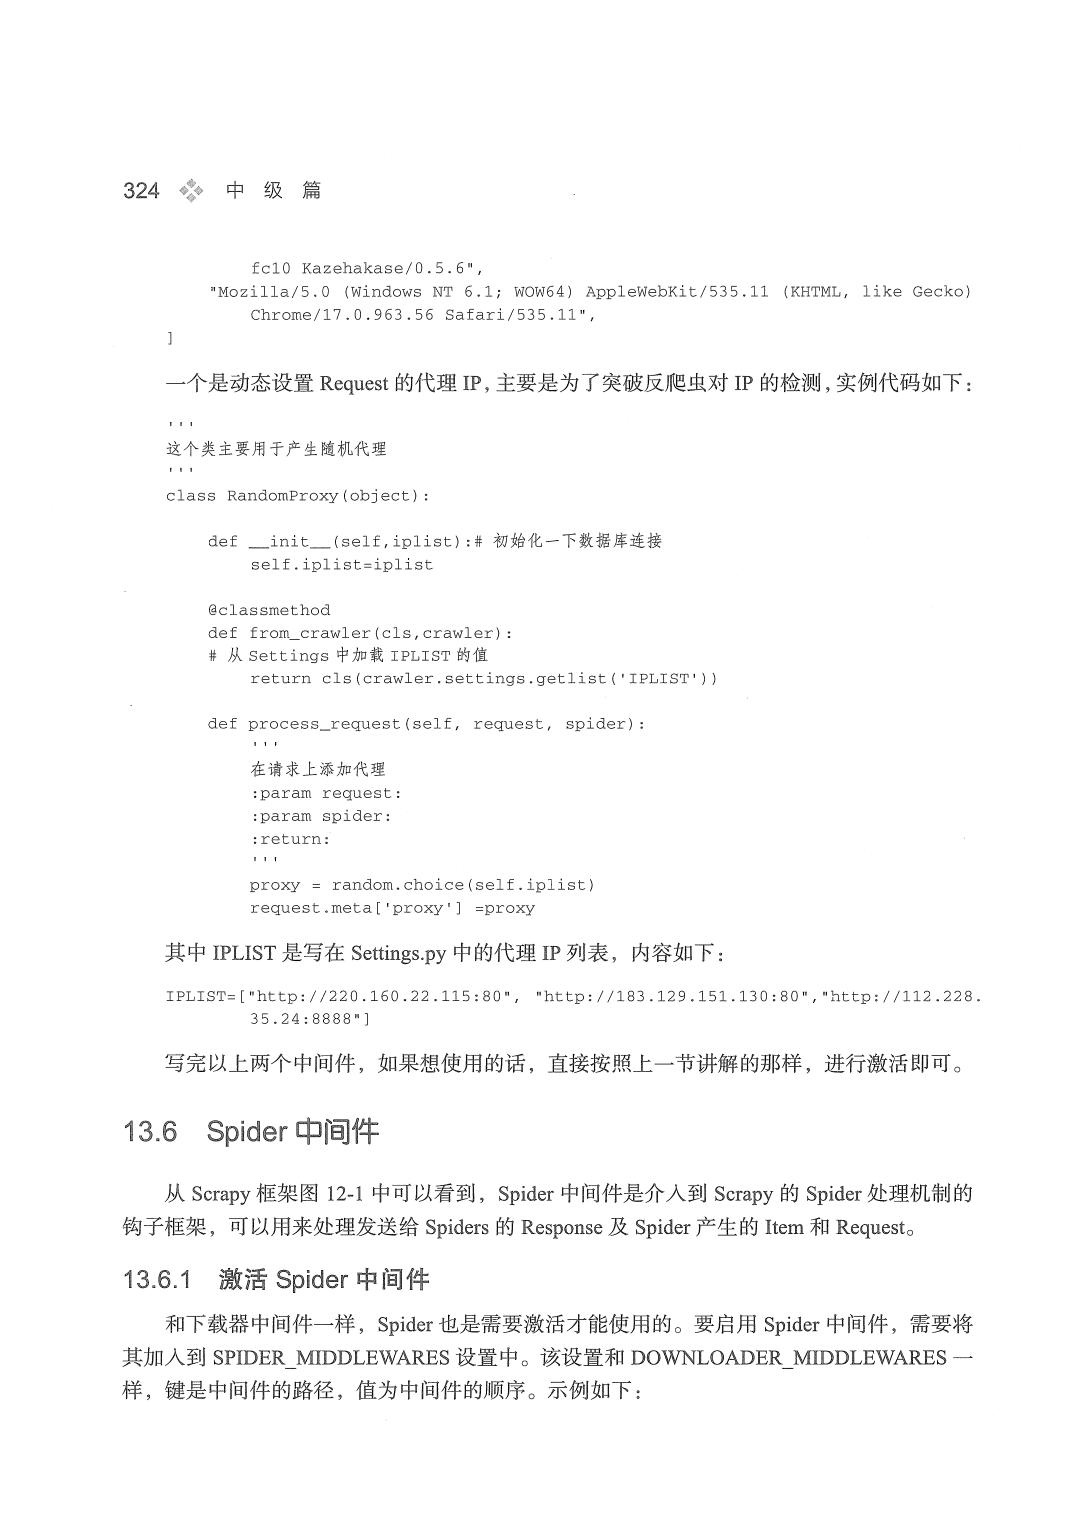 324 中 级 篇
fc10 Kazehakase/0.5.6",
"Mozilla/5.0 (Windows NT 6.1; WOW64) AppleWebKit/535.11 (KHTML, like Gecko)
Chrome/17.0.963.56 Safari/535.11",
]
一个是动态设置 Request 的代理 IP，主要是为了突破反爬虫对 IP 的检测，实例代码如下：
'''
这个类主要用于产生随机代理
'''
class RandomProxy(object):
def __init__(self,iplist):# 初始化一下数据库连接
self.iplist=iplist
@classmethod
def from_crawler(cls,crawler):
# 从 Settings 中加载 IPLIST 的值
return cls(crawler.settings.getlist('IPLIST'))
def process_request(self, request, spider):
'''
在请求上添加代理
:param request:
:param spider:
:return:
'''
proxy = random.choice(self.iplist)
request.meta['proxy'] =proxy
其中 IPLIST 是写在 Settings.py 中的代理 IP 列表，内容如下：
IPLIST=["http://220.160.22.115:80", "http://183.129.151.130:80","http://112.228.
35.24:8888"]
写完以上两个中间件，如果想使用的话，直接按照上一节讲解的那样，进行激活即可。
13.6 Spider 中间件
从 Scrapy 框架图 12-1 中可以看到，Spider 中间件是介入到 Scrapy 的 Spider 处理机制的
钩子框架，可以用来处理发送给 Spiders 的 Response 及 Spider 产生的 Item 和 Request。
13.6.1 激活 Spider 中间件
和下载器中间件一样，Spider 也是需要激活才能使用的。要启用 Spider 中间件，需要将
其加入到 SPIDER_MIDDLEWARES 设置中。该设置和 DOWNLOADER_MIDDLEWARES 一
样，键是中间件的路径，值为中间件的顺序。示例如下：